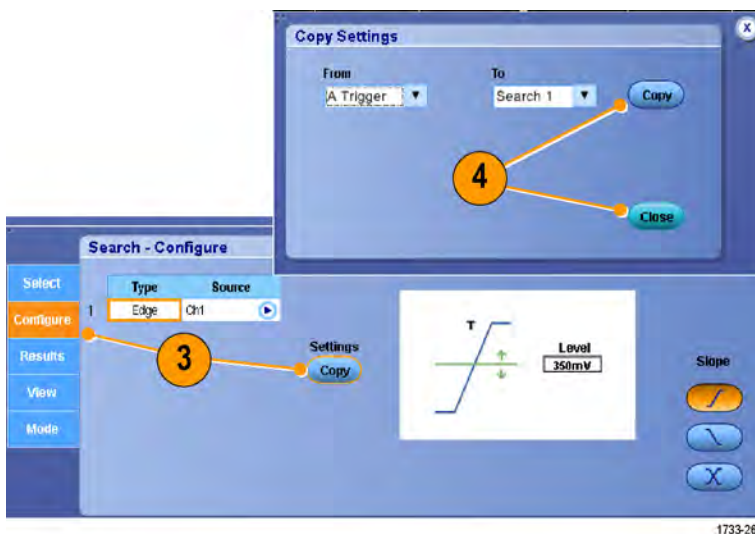 Copy Settings
X
From
To
A Trigger
Search 1
Copy
4
Close
Search - Configure
Select
Configure
Results
View
Mode
Type
Source
1
Edge
Ch1
3
Settings
Copy
T
Level
350mV
Slope
1733-26